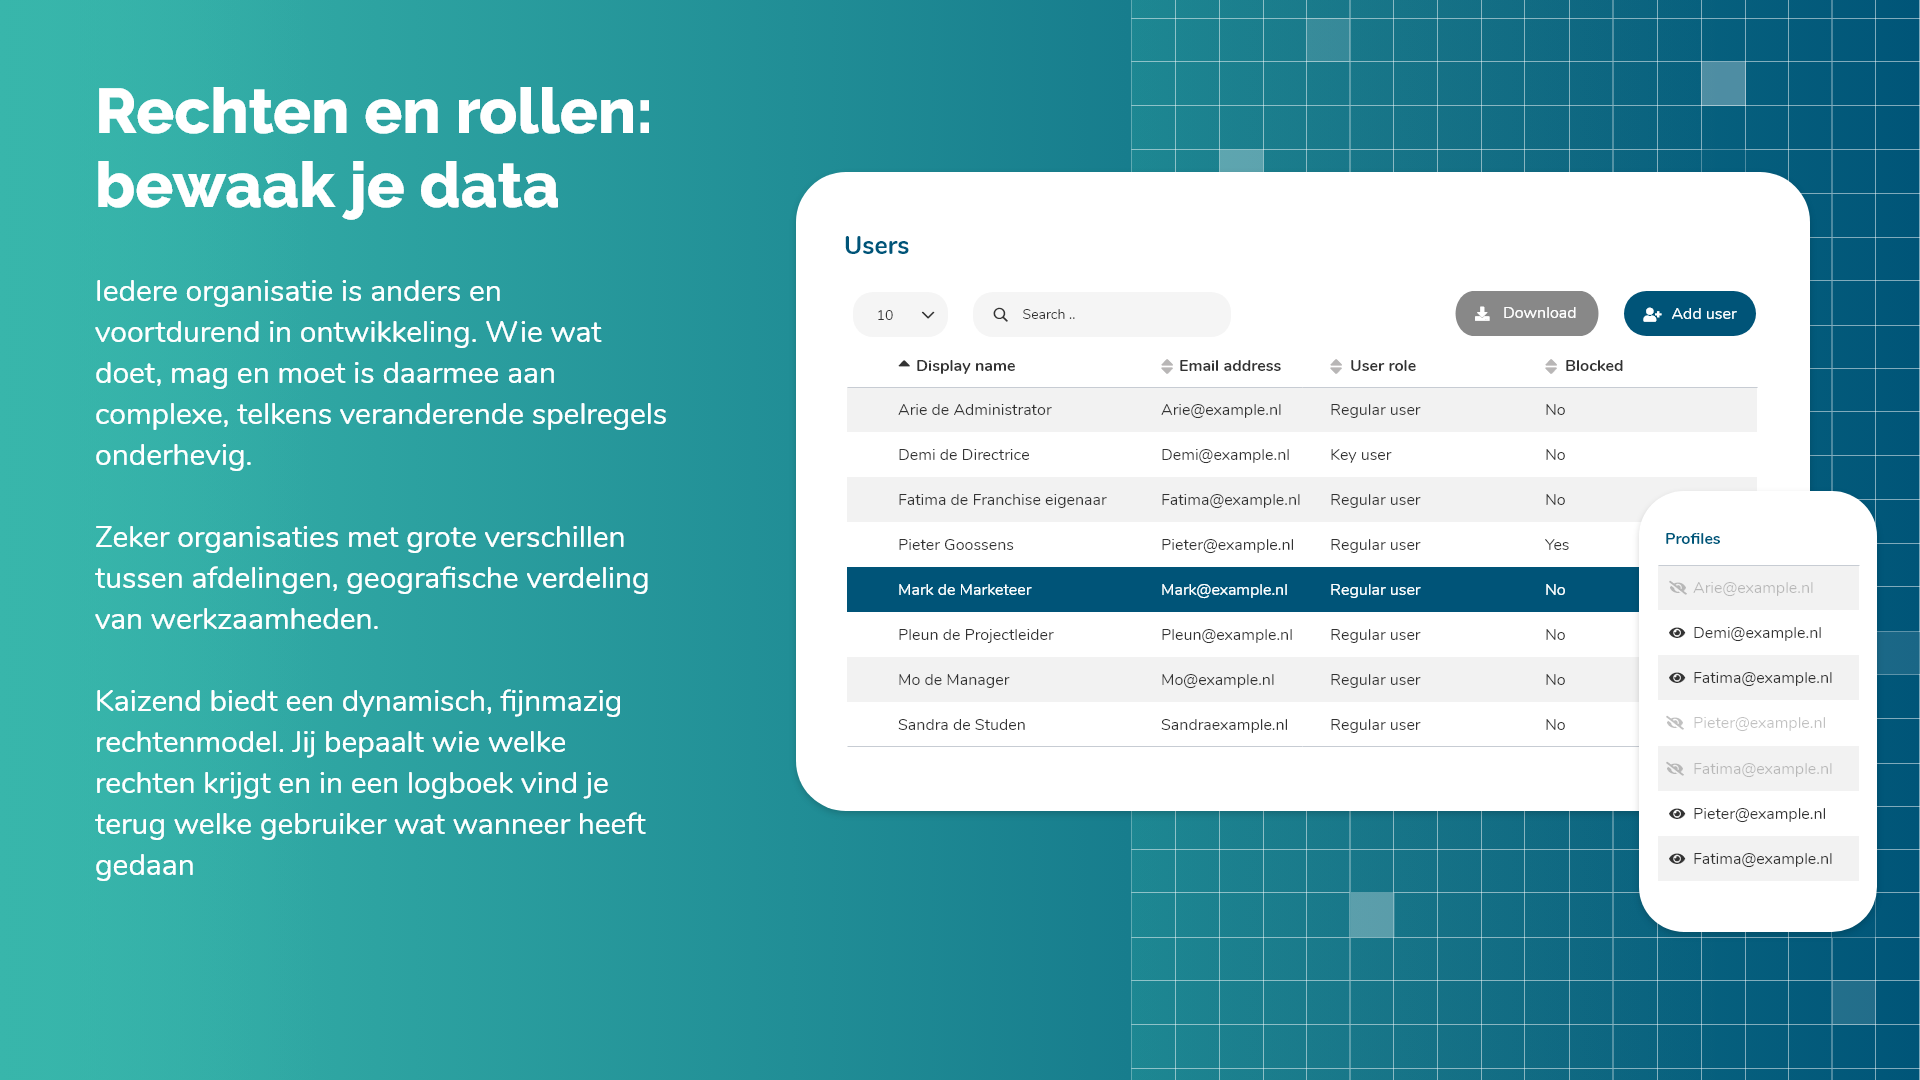 Rechten en rollen:
bewaak je data
Iedere organisatie is anders en
voortdurend in ontwikkeling. Wie wat
doet, mag en moet is daarmee aan
complexe, telkens veranderende spelregels
onderhevig.
Zeker organisaties met grote verschillen
tussen afdelingen, geografische verdeling
van werkzaamheden.
Kaizend biedt een dynamisch, fijnmazig
rechtenmodel. Jij bepaalt wie welke
rechten krijgt en in een logboek vind je
terug welke gebruiker wat wanneer heeft
gedaan
Users
10 Search .. Download Add user
Display name Email address User role Blocked
Arie de Administrator Arie@example.nl Regular user No
Demi de Directrice Demi@example.nl Key user No
Fatima de Franchise eigenaar Fatima@example.nl Regular user No
Pieter Goossens Pieter@example.nl Regular user Yes
Mark de Marketeer Mark@example.nl Regular user No
Pleun de Projectleider Pleun@example.nl Regular user No
Mo de Manager Mo@example.nl Regular user No
Sandra de Studen Sandraexample.nl Regular user No
Profiles
Arie@example.nl
Demi@example.nl
Fatima@example.nl
Pieter@example.nl
Fatima@example.nl
Pieter@example.nl
Fatima@example.nl